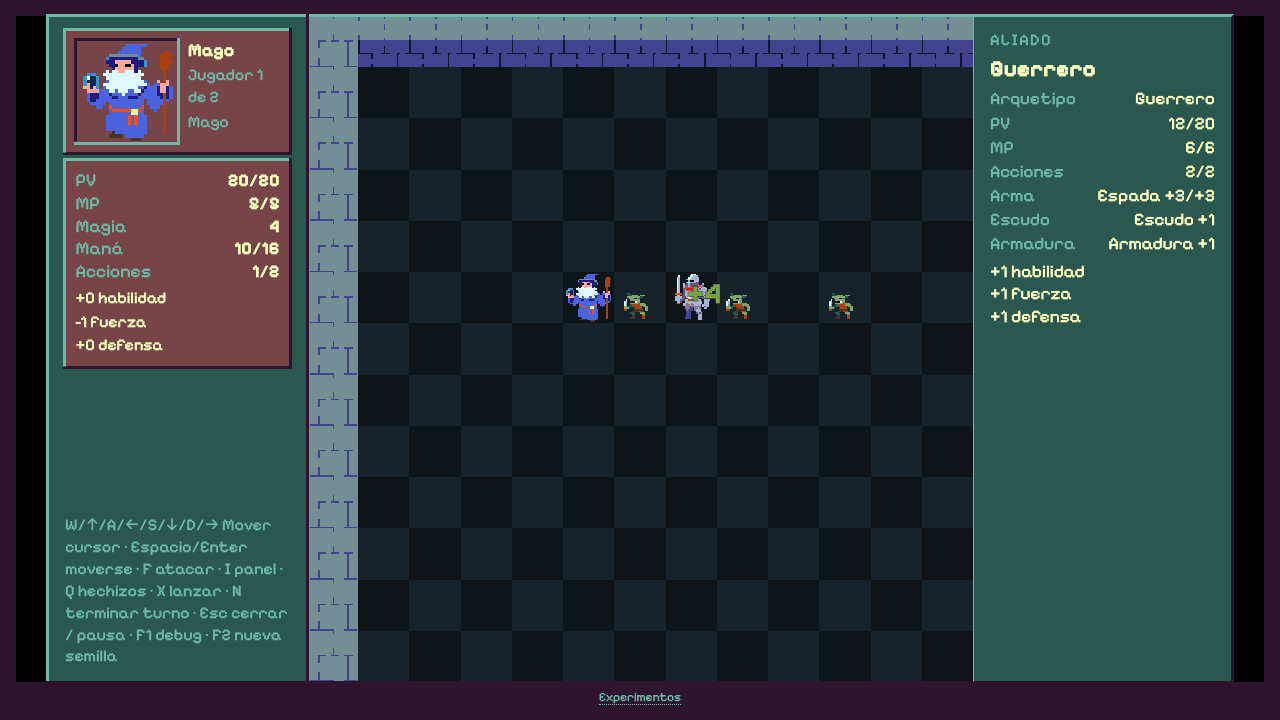 Mago
Jugador 1
de 2
Mago
PV 80/80
MP 8/8
Magia 4
Maná 10/16
Acciones 1/2
+0 habilidad
-1 fuerza
+0 defensa
W/↑/A/←/S/↓/D/→ Mover
cursor · Espacio/Enter
moverse · F atacar · I panel ·
Q hechizos · X lanzar · N
terminar turno · Esc cerrar
/ pausa · F1 debug · F2 nueva
semilla
+4
ALIADO
Guerrero
Arquetipo Guerrero
PV 12/20
MP 6/6
Acciones 2/2
Arma Espada +3/+3
Escudo Escudo +1
Armadura Armadura +1
+1 habilidad
+1 fuerza
+1 defensa
Experimentos